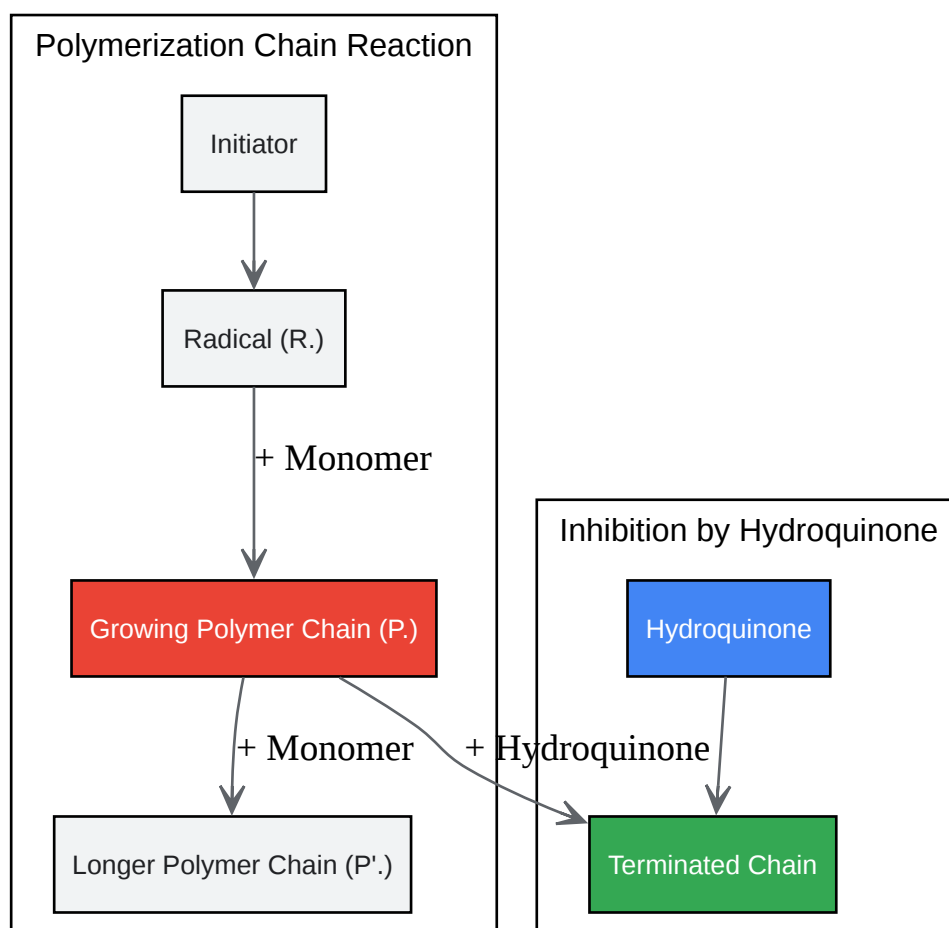 Polymerization Chain Reaction
Initiator
Radical (R.)
+ Monomer
Inhibition by Hydroquinone
Growing Polymer Chain (P.)
Hydroquinone
+ Monomer
+ Hydroquinone
Longer Polymer Chain (P'.)
Terminated Chain